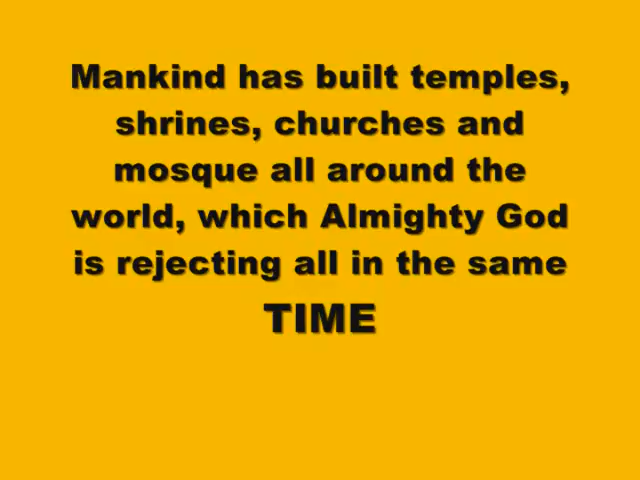 Mankind has built temples,
shrines, churches and
mosque all around the
world, which Almighty God
is rejecting all in the same
TIME